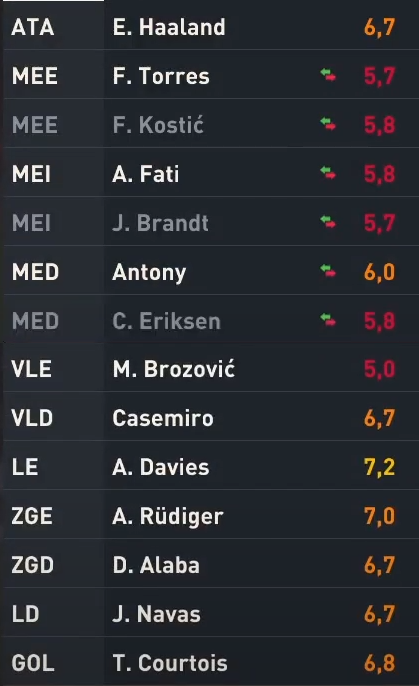 ATA E. Haaland 6,7
MEE F. Torres 5,7
MEE F. Kostić 5,8
MEI A. Fati 5,8
MEI J. Brandt 5,7
MED Antony 6,0
MED C. Eriksen 5,8
VLE M. Brozović 5,0
VLD Casemiro 6,7
LE A. Davies 7,2
ZGE A. Rüdiger 7,0
ZGD D. Alaba 6,7
LD J. Navas 6,7
GOL T. Courtois 6,8